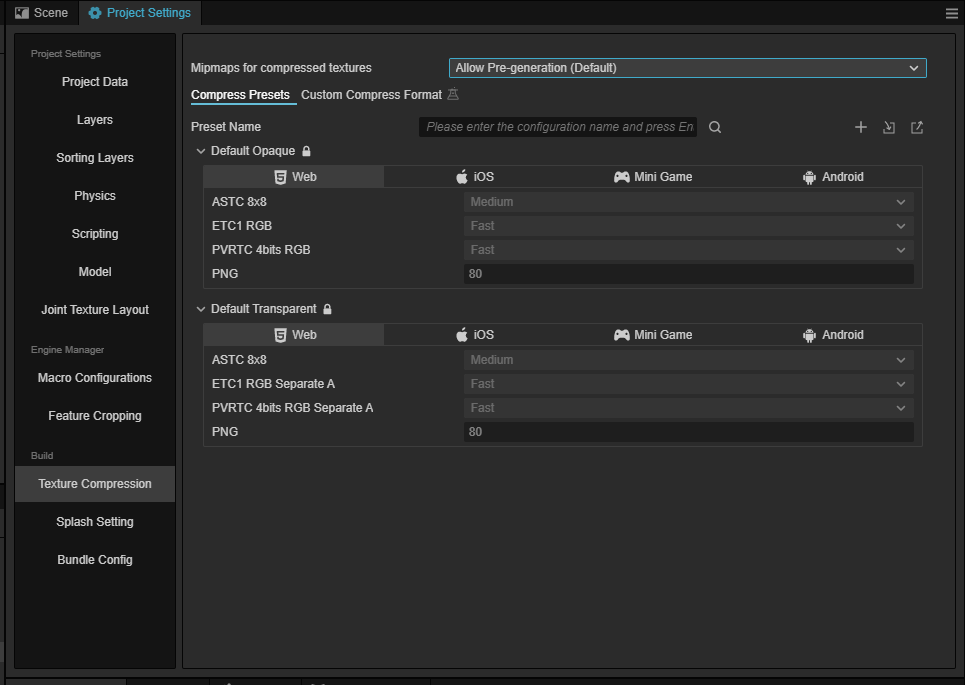 Scene Project Settings
Project Settings
Project Data
Layers
Sorting Layers
Physics
Scripting
Model
Joint Texture Layout
Engine Manager
Macro Configurations
Feature Cropping
Build
Texture Compression
Splash Setting
Bundle Config
Mipmaps for compressed textures Allow Pre-generation (Default)
Compress Presets Custom Compress Format
Preset Name Please enter the configuration name and press En
Default Opaque
Web iOS Mini Game Android
ASTC 8x8 Medium
ETC1 RGB Fast
PVRTC 4bits RGB Fast
PNG 80
Default Transparent
Web iOS Mini Game Android
ASTC 8x8 Medium
ETC1 RGB Separate A Fast
PVRTC 4bits RGB Separate A Fast
PNG 80